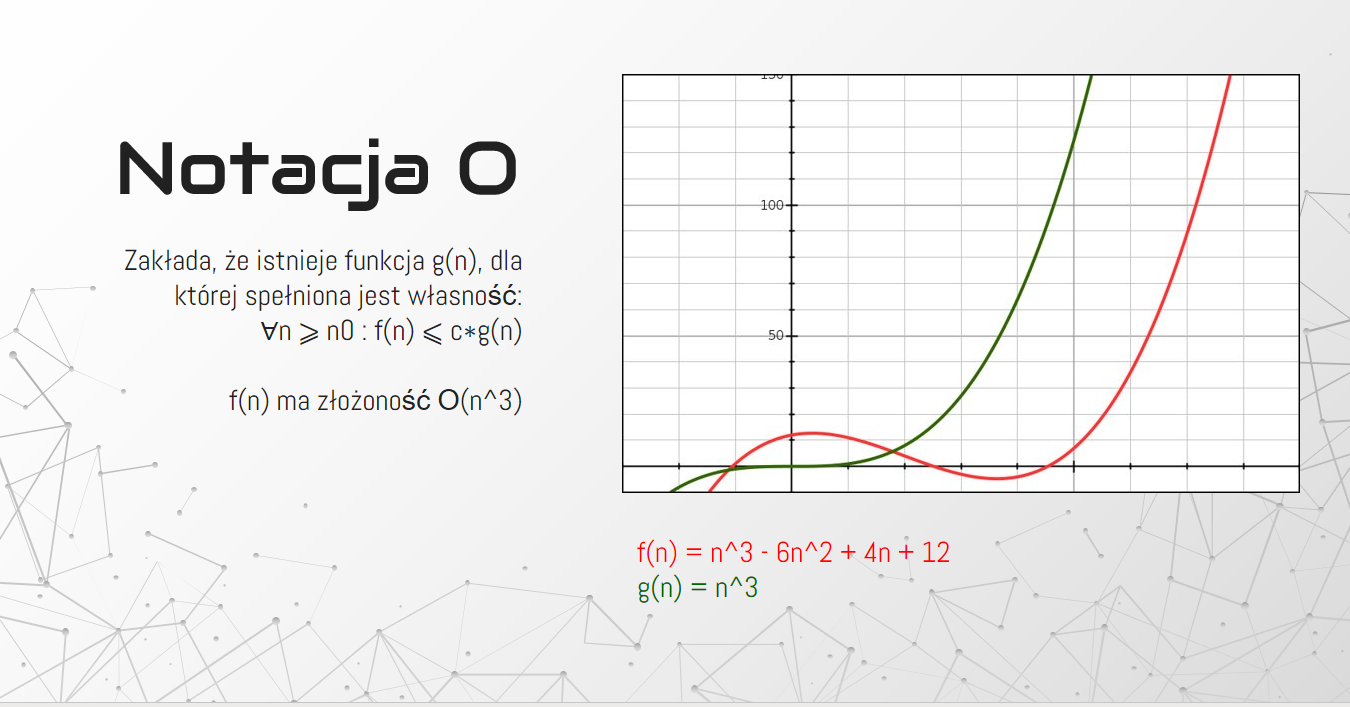 Notacja O
Zakłada, że istnieje funkcja g(n), dla
której spełniona jest własność:
∀n ⩾ n0 : f(n) ⩽ c*g(n)
f(n) ma złożoność O(n^3)
150
100
50
f(n) = n^3 - 6n^2 + 4n + 12
g(n) = n^3